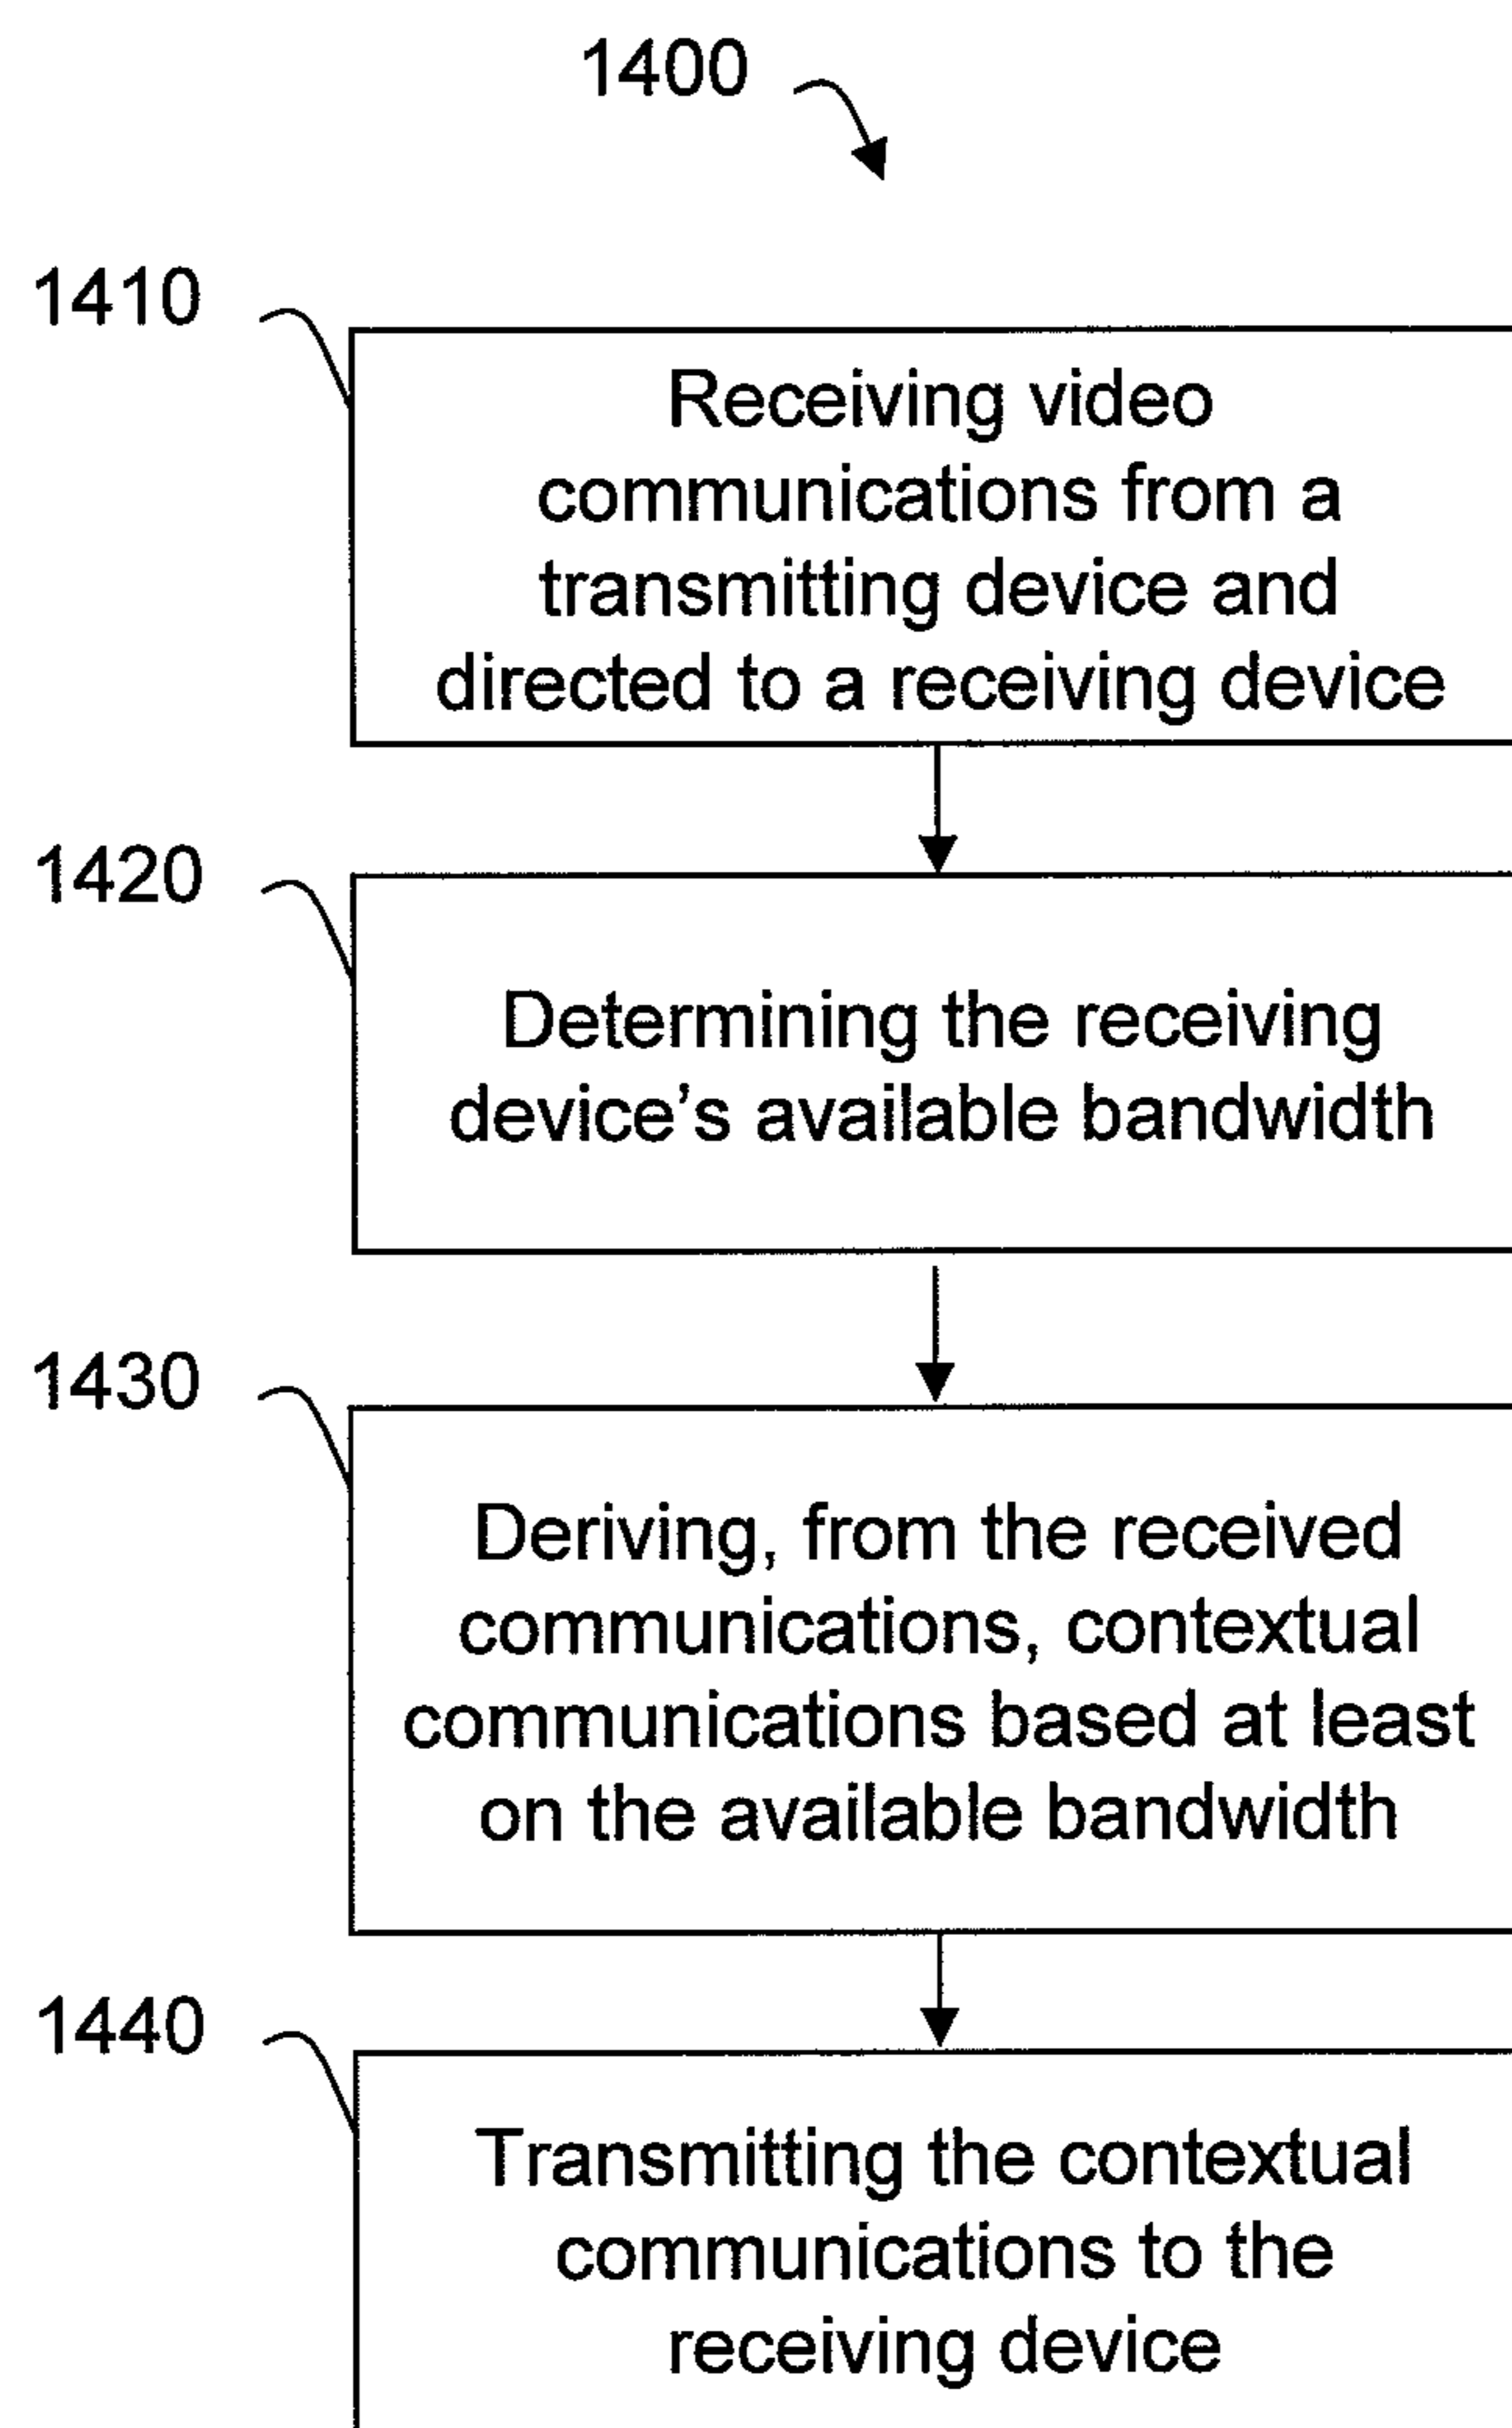 1400
1410
Receiving video
communications from a
transmitting device and
directed to a receiving device
1420
Determining the receiving
device's available bandwidth
1430
Deriving, from the received
communications, contextual
communications based at least
on the available bandwidth
1440
Transmitting the contextual
communications to the
receiving device